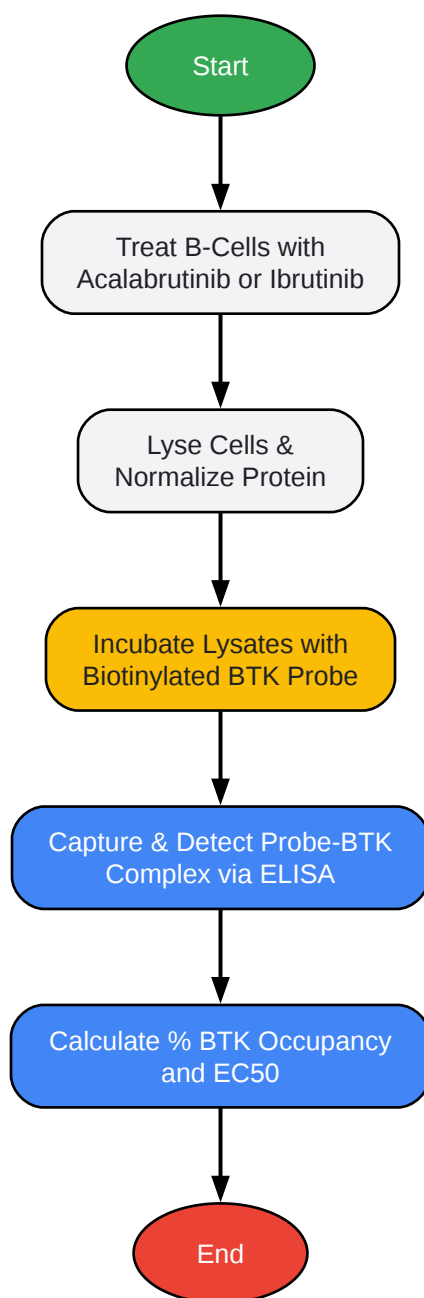 Start
Treat B-Cells with
Acalabrutinib or Ibrutinib
Lyse Cells &
Normalize Protein
Incubate Lysates with
Biotinylated BTK Probe
Capture & Detect Probe-BTK
Complex via ELISA
Calculate % BTK Occupancy
and EC50
End